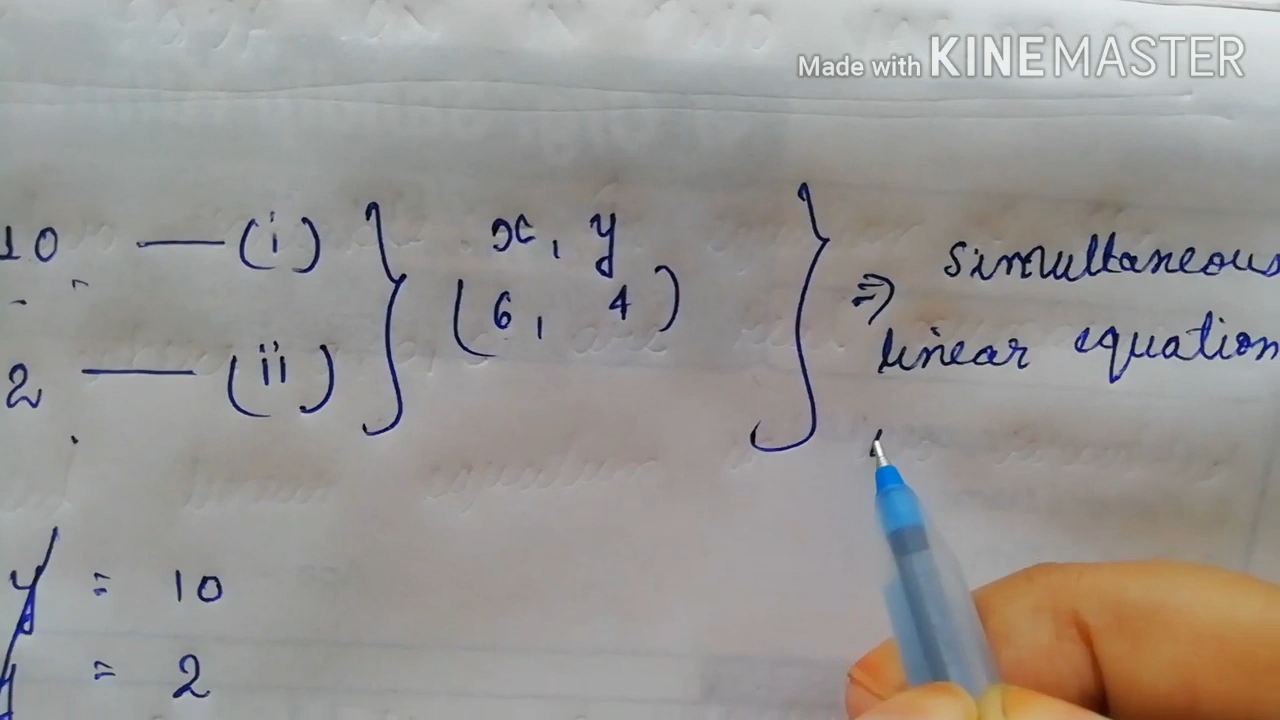 Made with KINEMASTER
10 — (i) } x, y } ⇒ simultaneous
(6, 4) linear equation
2 — (ii)
y = 10
= 2